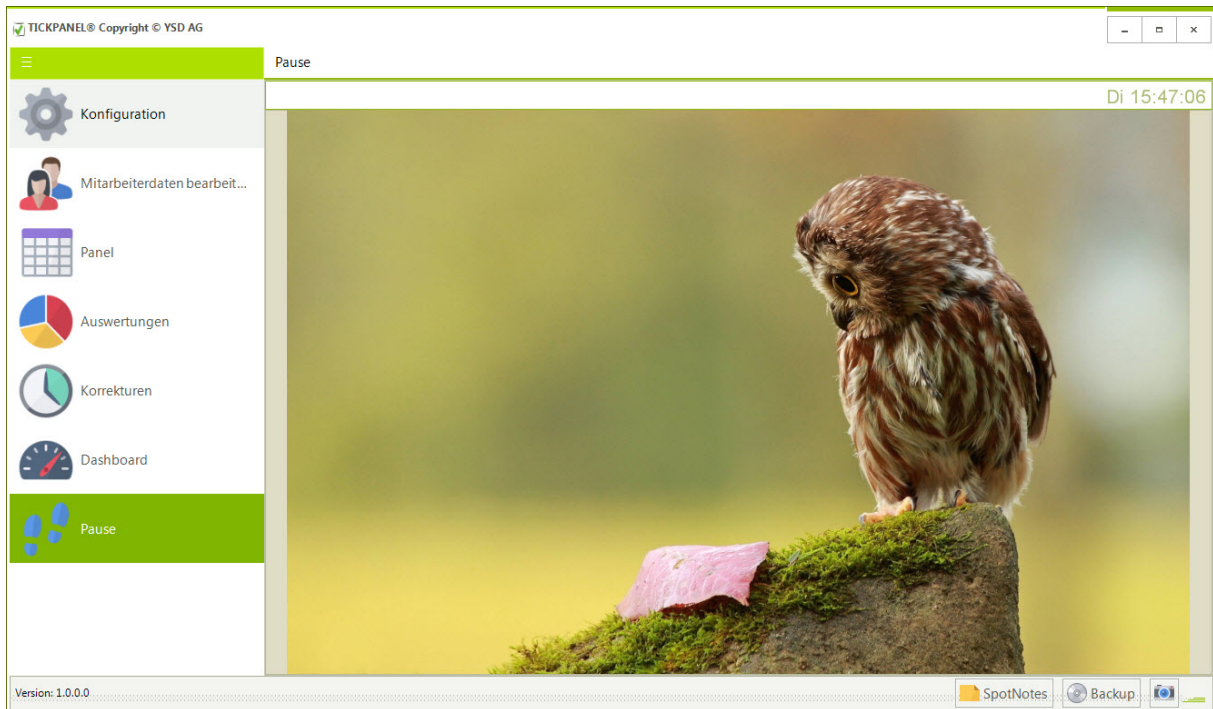 TICKPANEL® Copyright © YSD AG
Pause
Di 15:47:06
Konfiguration
Mitarbeiterdaten bearbeit...
Panel
Auswertungen
Korrekturen
Dashboard
Pause
Version: 1.0.0.0
SpotNotes
Backup